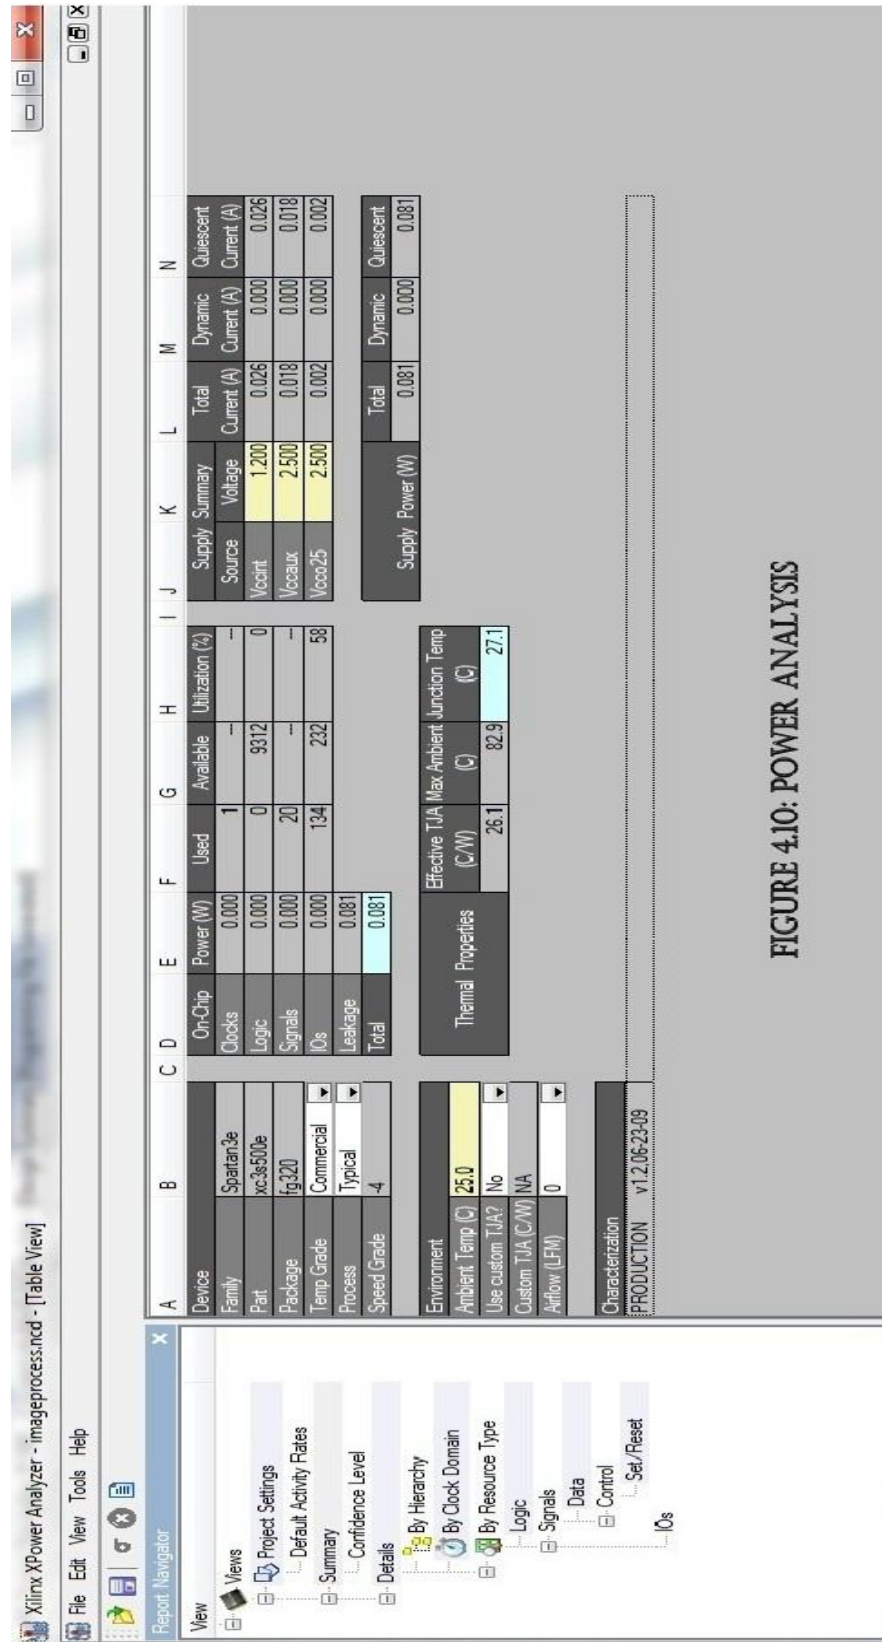 Xilinx XPower Analyzer - imageprocess.ncd - [Table View]
File Edit View Tools Help
Report Navigator
View
Views
Project Settings
Default Activity Rates
Summary
Confidence Level
Details
By Hierarchy
By Clock Domain
By Resource Type
Logic
Signals
Data
Control
Set/Reset
IOs
A B C D E F G H I J K L M N
Device
Family Spartan3e
Part xc3s500e
Package fg320
Temp Grade Commercial
Process Typical
Speed Grade -4
Environment
Ambient Temp (C) 25.0
Use custom TJA? No
Custom TJA (C/W) NA
Airflow (LFM) 0
Characterization
PRODUCTION v1.2,06-23-09
On-Chip Power (W) Used Available Utilization (%)
Clocks 0.000 1 --- ---
Logic 0.000 0 9312 0
Signals 0.000 20 --- ---
IOs 0.000 134 232 58
Leakage 0.081
Total 0.081
Thermal Properties Effective TJA (C/W) Max Ambient (C) Junction Temp (C)
26.1 82.9 27.1
Supply Summary Total Dynamic Quiescent
Source Voltage Current (A) Current (A) Current (A)
Vccint 1.200 0.026 0.000 0.026
Vccaux 2.500 0.018 0.000 0.018
Vcco25 2.500 0.002 0.000 0.002
Total Dynamic Quiescent
Supply Power (W) 0.081 0.000 0.081
FIGURE 4.10: POWER ANALYSIS